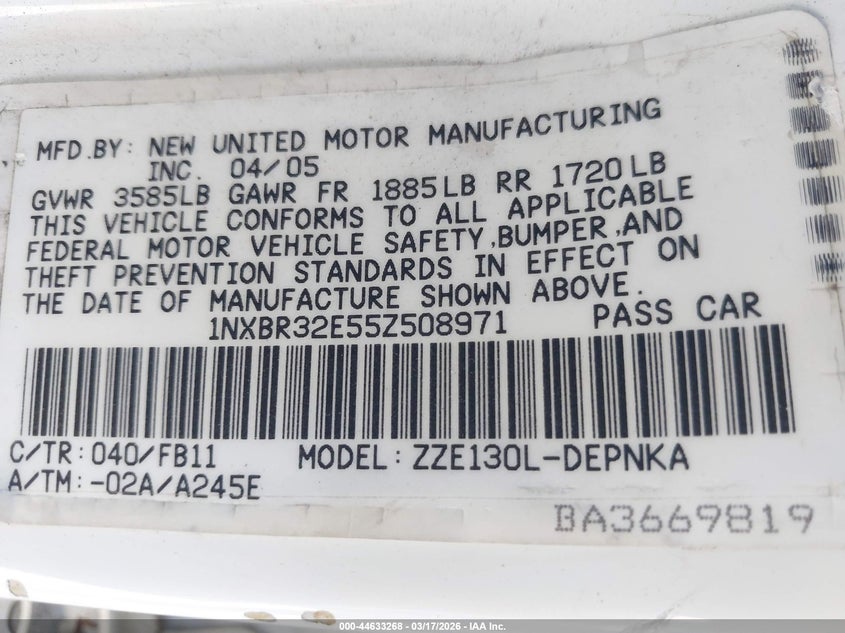 MFD.BY: NEW UNITED MOTOR MANUFACTURING
INC. 04/05
GVWR 3585LB GAWR FR 1885LB RR 1720LB
THIS VEHICLE CONFORMS TO ALL APPLICABLE
FEDERAL MOTOR VEHICLE SAFETY,BUMPER,AND
THEFT PREVENTION STANDARDS IN EFFECT ON
THE DATE OF MANUFACTURE SHOWN ABOVE.
1NXBR32E55Z508971 PASS CAR
C/TR: 040/FB11 MODEL: ZZE130L-DEPNKA
A/TM: -02A/A245E
BA3669819
000-44633268 - 03/17/2026 - IAA Inc.